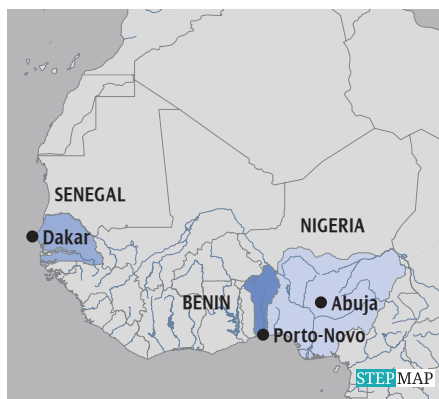 SENEGAL
Dakar
NIGERIA
BENIN
Abuja
Porto-Novo
STEPMAP